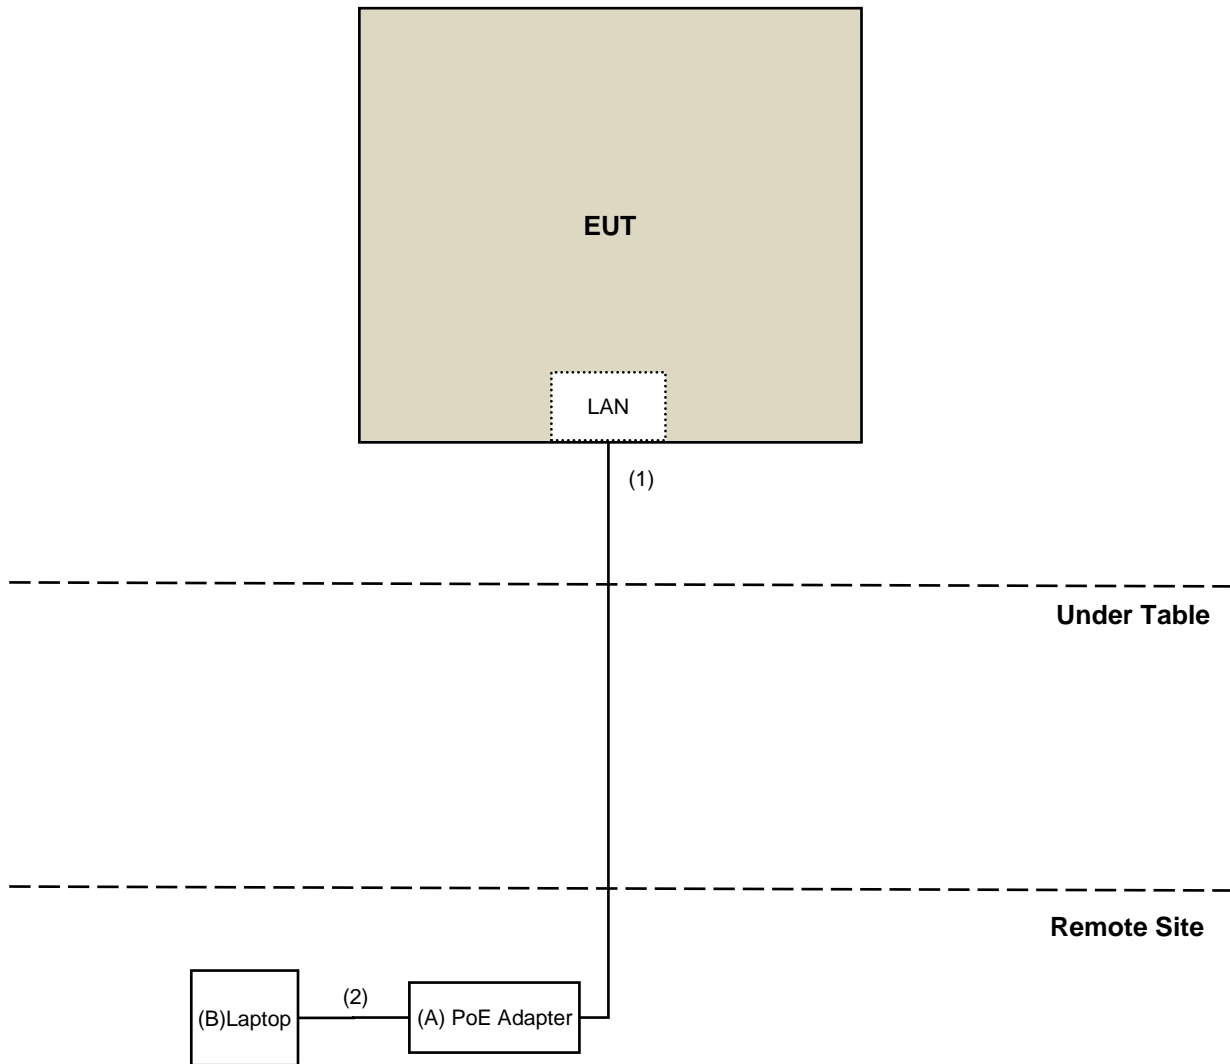 EUT
LAN
(1)
Under Table
Remote Site
(B)Laptop
(2)
(A) PoE Adapter